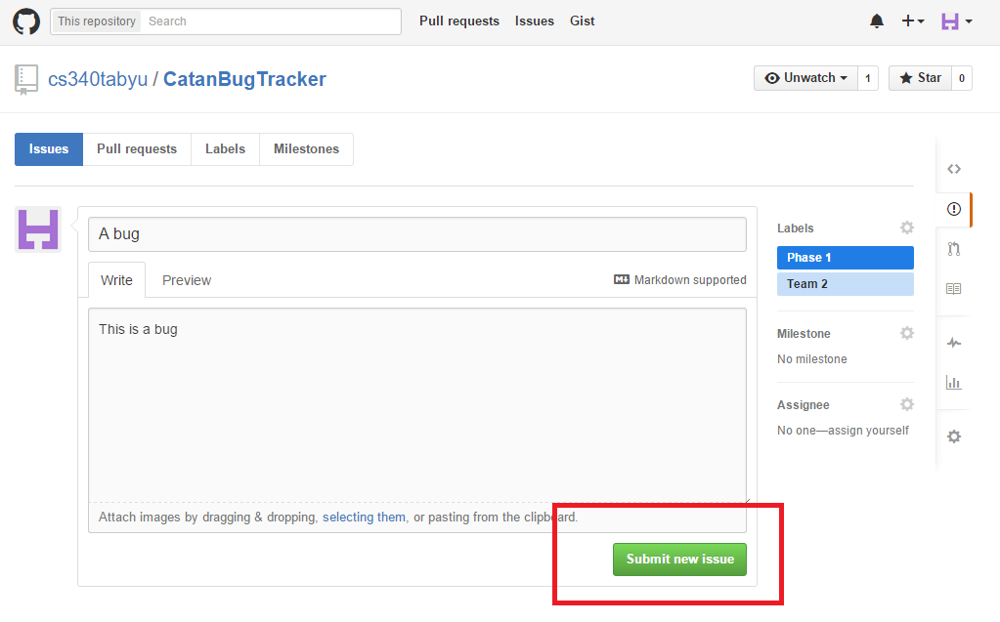 This repository Search Pull requests Issues Gist
cs340tabyu / CatanBugTracker
Unwatch 1 Star 0
Issues Pull requests Labels Milestones
A bug
Write Preview Markdown supported
This is a bug
Attach images by dragging & dropping, selecting them, or pasting from the clipboard.
Submit new issue
Labels
Phase 1
Team 2
Milestone
No milestone
Assignee
No one—assign yourself